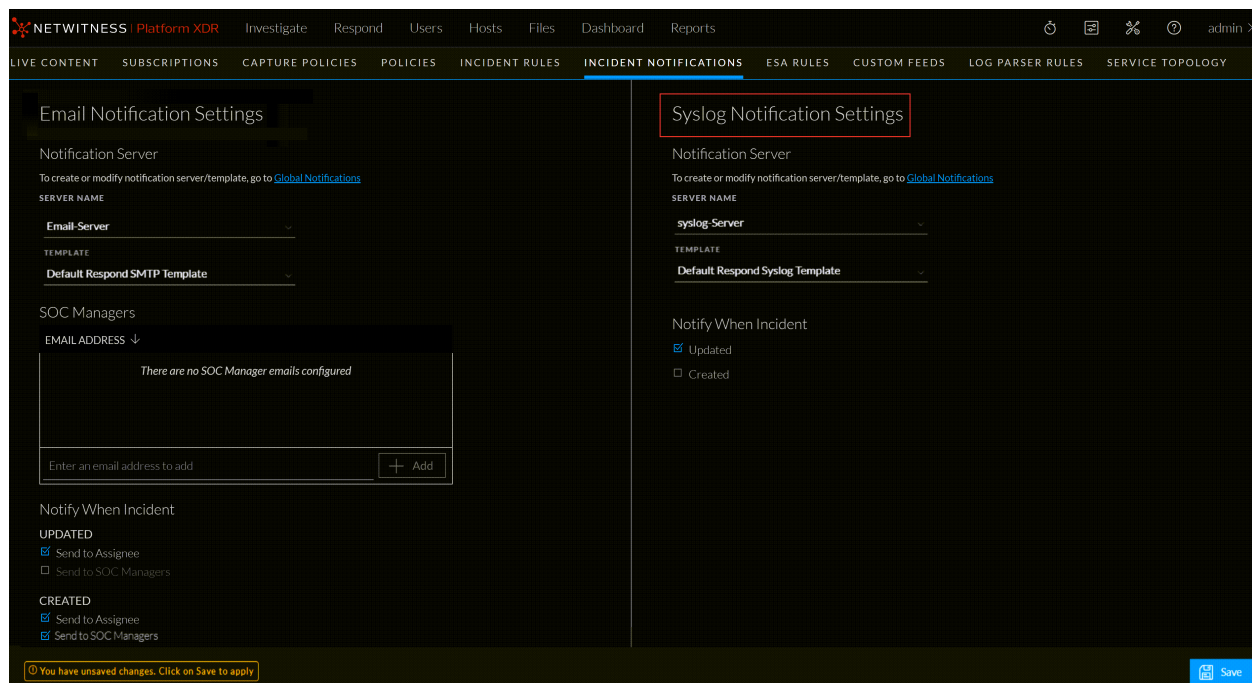 NETWITNESS Platform XDR Investigate Respond Users Hosts Files Dashboard Reports admin
LIVE CONTENT SUBSCRIPTIONS CAPTURE POLICIES POLICIES INCIDENT RULES INCIDENT NOTIFICATIONS ESA RULES CUSTOM FEEDS LOG PARSER RULES SERVICE TOPOLOGY
Email Notification Settings
Notification Server
To create or modify notification server/template, go to Global Notifications
SERVER NAME
Email-Server
TEMPLATE
Default Respond SMTP Template
SOC Managers
EMAIL ADDRESS ↓
There are no SOC Manager emails configured
Enter an email address to add
+ Add
Notify When Incident
UPDATED
Send to Assignee
Send to SOC Managers
CREATED
Send to Assignee
Send to SOC Managers
Syslog Notification Settings
Notification Server
To create or modify notification server/template, go to Global Notifications
SERVER NAME
syslog-Server
TEMPLATE
Default Respond Syslog Template
Notify When Incident
Updated
Created
You have unsaved changes. Click on Save to apply
Save